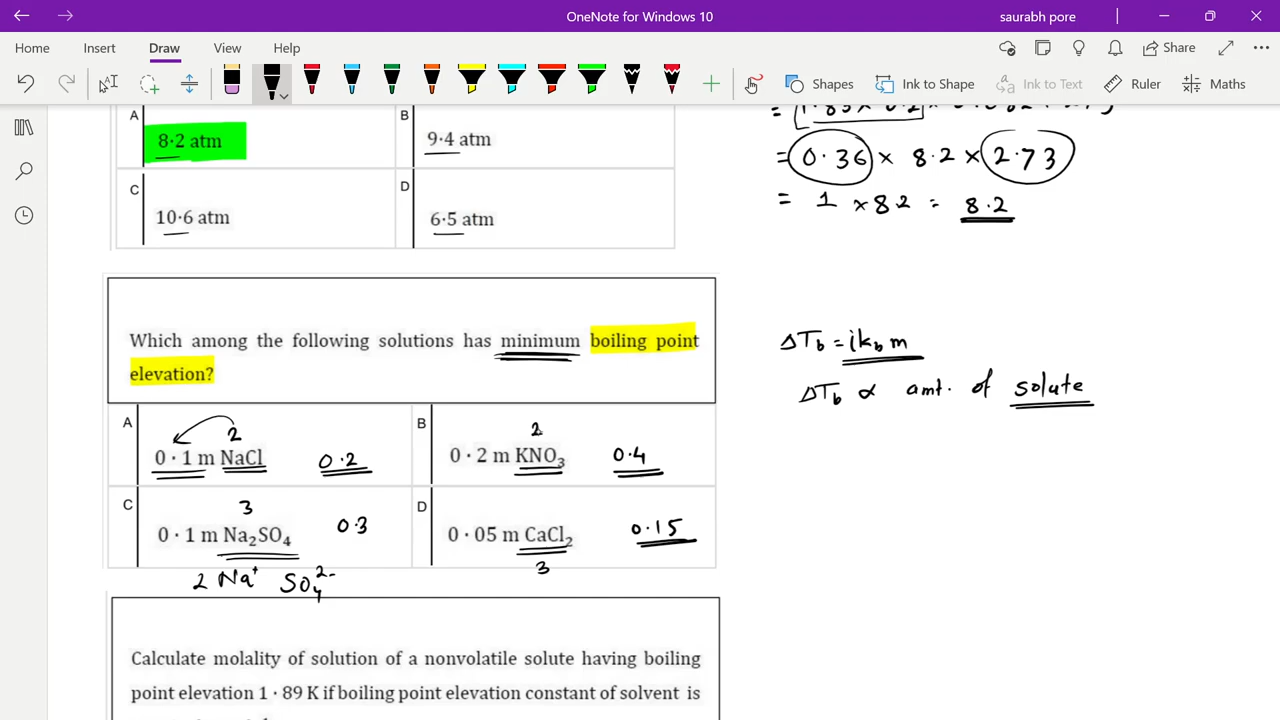 OneNote for Windows 10
saurabh pore
Home Insert Draw View Help
Share
Shapes
Ink to Shape
Ink to Text
Ruler
Maths
A
8·2 atm
B
9·4 atm
C
10·6 atm
D
6·5 atm
= 0.36 × 8.2 × 2.73
= 1 × 8.2 = 8.2
Which among the following solutions has minimum boiling point
elevation?
A
2
0·1 m NaCl 0.2
B
2
0·2 m KNO₃ 0.4
C
3
0·1 m Na₂SO₄ 0.3
2 Na⁺ SO₄²⁻
D
0·05 m CaCl₂ 0.15
3
ΔT_b = i k_b m
ΔT_b ∝ amt. of solute
Calculate molality of solution of a nonvolatile solute having boiling
point elevation 1·89 K if boiling point elevation constant of solvent is